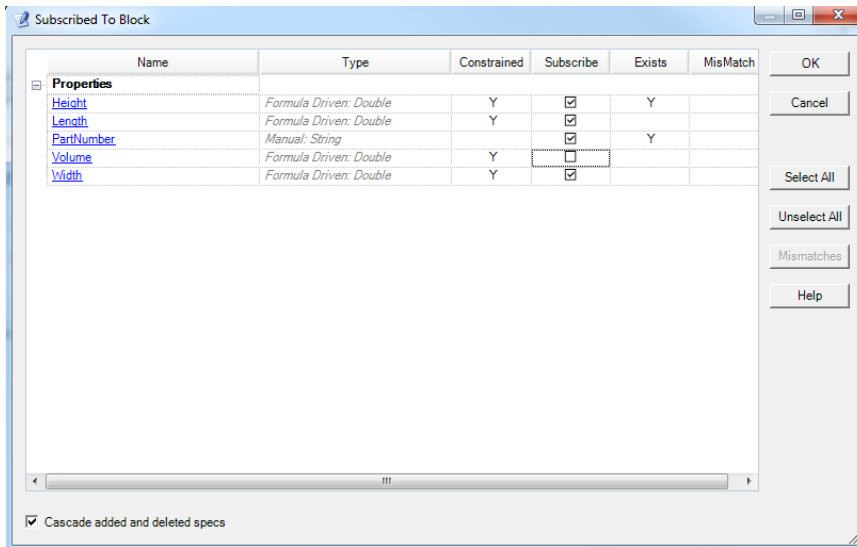 Subscribed To Block
Name Type Constrained Subscribe Exists MisMatch
Properties
Height Formula Driven: Double Y Y
Length Formula Driven: Double Y
PartNumber Manual: String Y
Volume Formula Driven: Double Y
Width Formula Driven: Double Y
OK
Cancel
Select All
Unselect All
Mismatches
Help
Cascade added and deleted specs